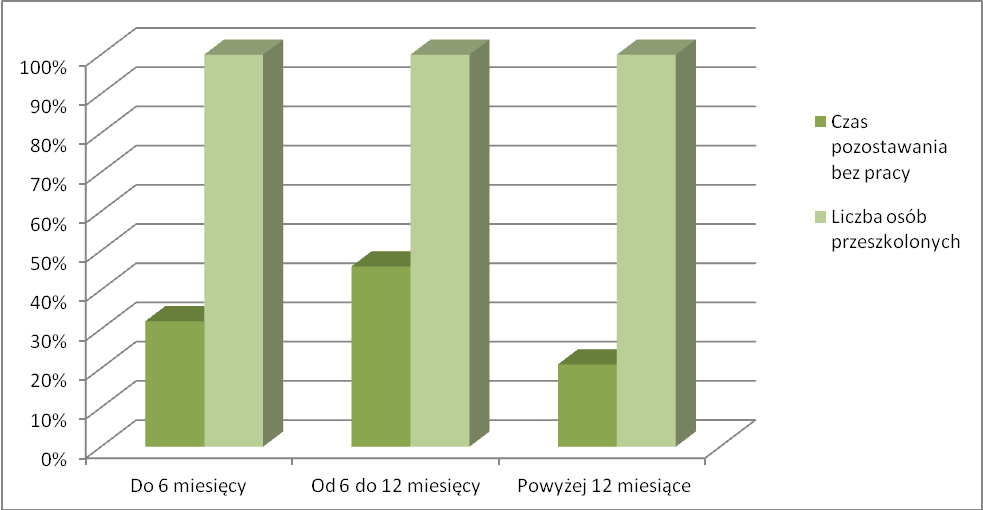 100%
90%
80%
70%
60%
50%
40%
30%
20%
10%
0%
Do 6 miesięcy
Od 6 do 12 miesięcy
Powyżej 12 miesiące
Czas
pozostawania
bez pracy
Liczba osób
przeszkolonych